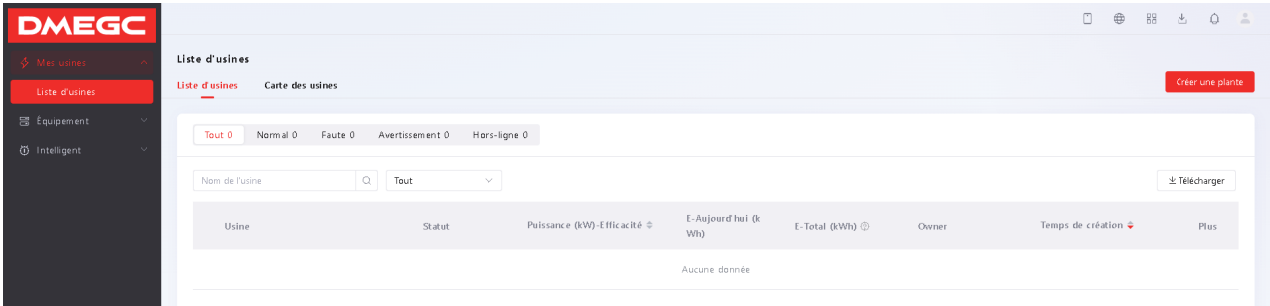 DMEGC
Mes usines
Liste d'usines
Équipement
Intelligent
Liste d'usines
Liste d'usines Carte des usines
Créer une plante
Tout 0 Normal 0 Faute 0 Avertissement 0 Hors-ligne 0
Nom de l'usine Tout Télécharger
Usine Statut Puissance (kW)-Efficacité E-Aujourd'hui (k
Wh) E-Total (kWh) Owner Temps de création Plus
Aucune donnée